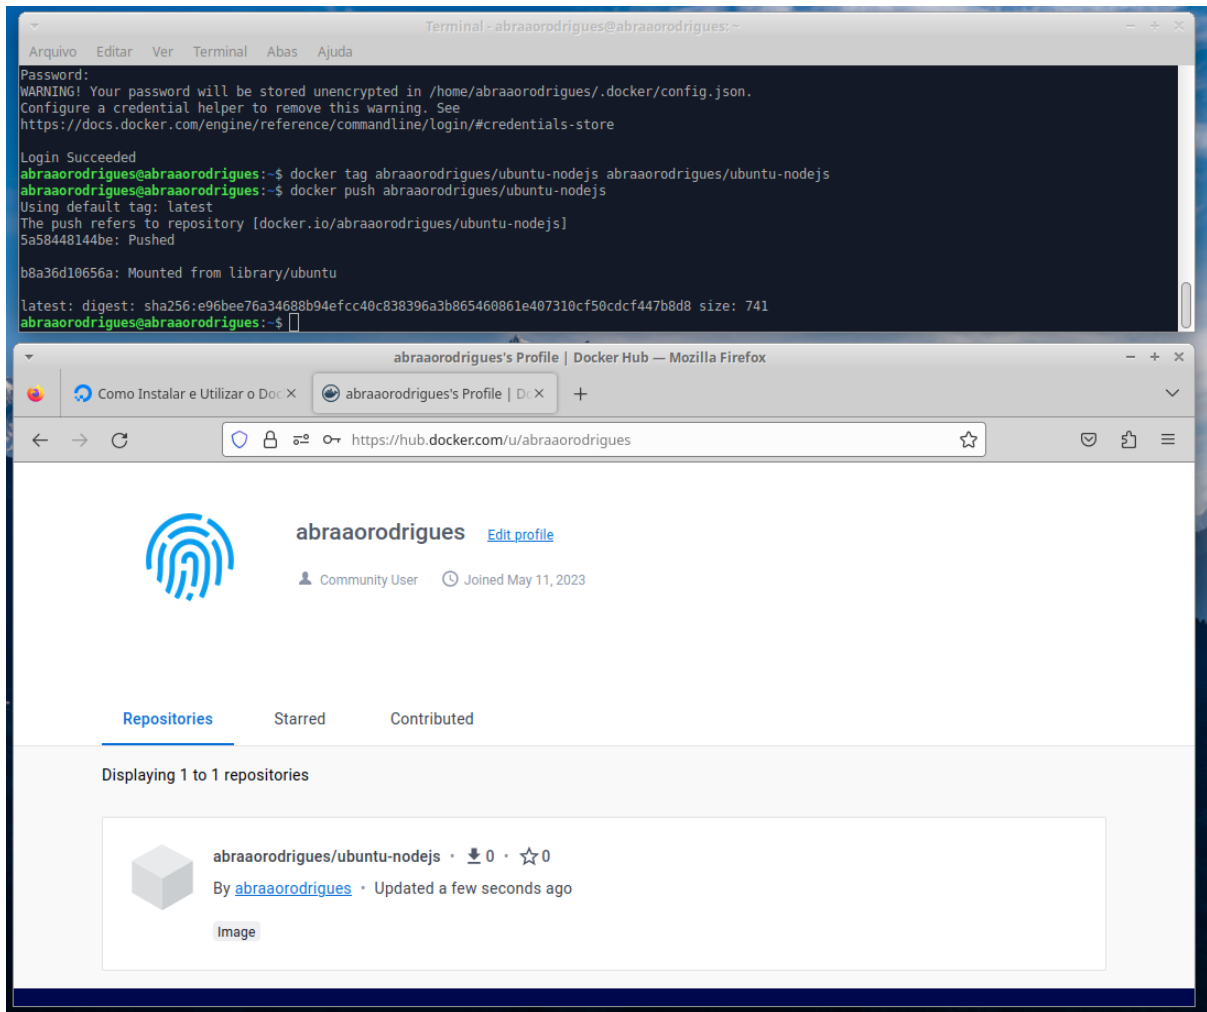 Terminal - abraaorodrigues@abraaorodrigues: ~
Arquivo Editar Ver Terminal Abas Ajuda
Password:
WARNING! Your password will be stored unencrypted in /home/abraaorodrigues/.docker/config.json.
Configure a credential helper to remove this warning. See
https://docs.docker.com/engine/reference/commandline/login/#credentials-store
Login Succeeded
abraaorodrigues@abraaorodrigues:~$ docker tag abraaorodrigues/ubuntu-nodejs abraaorodrigues/ubuntu-nodejs
abraaorodrigues@abraaorodrigues:~$ docker push abraaorodrigues/ubuntu-nodejs
Using default tag: latest
The push refers to repository [docker.io/abraaorodrigues/ubuntu-nodejs]
5a58448144be: Pushed
b8a36d10656a: Mounted from library/ubuntu
latest: digest: sha256:e96bee76a34688b94efcc40c838396a3b865460861e407310cf50cdcf447b8d8 size: 741
abraaorodrigues@abraaorodrigues:~$
abraaorodrigues's Profile | Docker Hub — Mozilla Firefox
Como Instalar e Utilizar o Doc abraaorodrigues's Profile | Do
https://hub.docker.com/u/abraaorodrigues
abraaorodrigues Edit profile
Community User Joined May 11, 2023
Repositories Starred Contributed
Displaying 1 to 1 repositories
abraaorodrigues/ubuntu-nodejs • 0 • 0
By abraaorodrigues • Updated a few seconds ago
Image